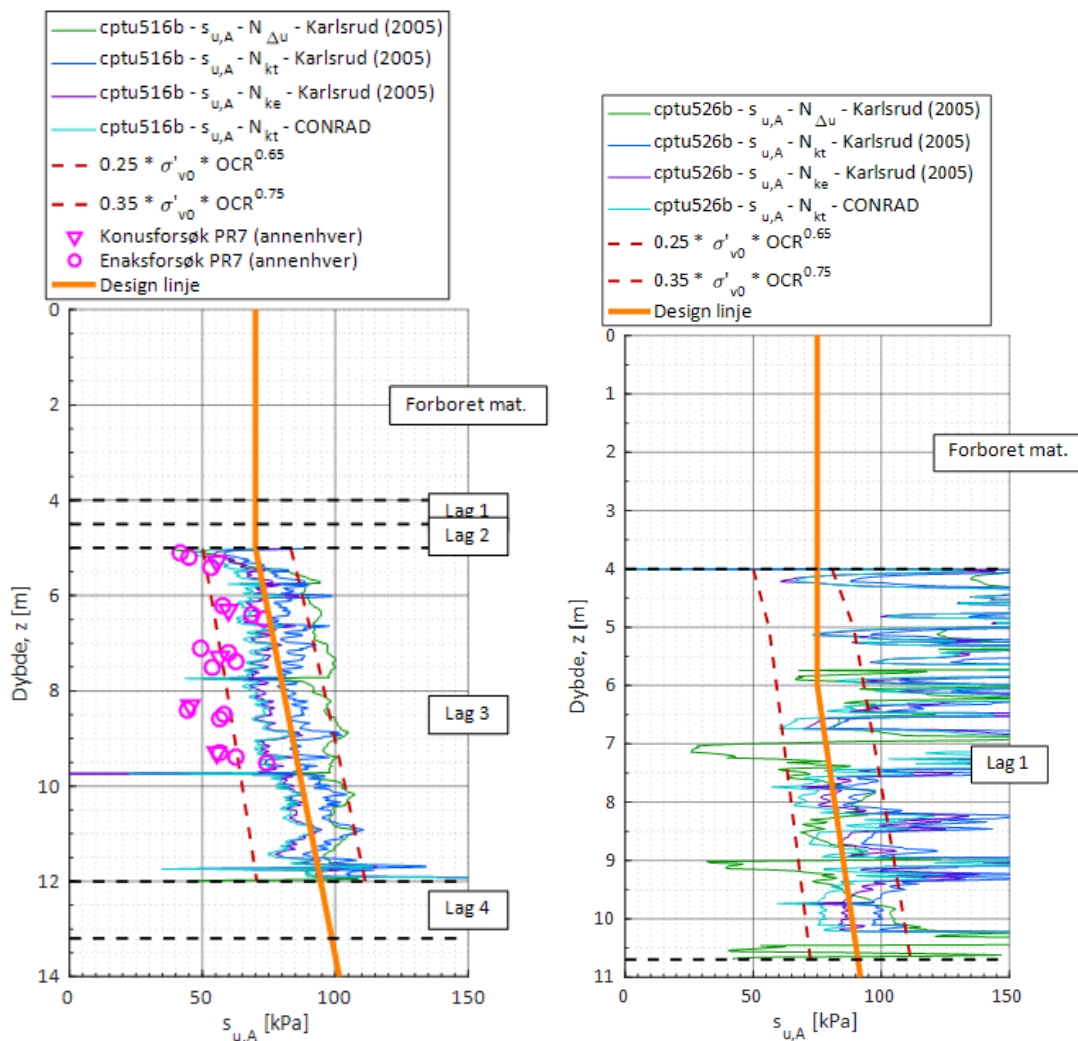 cptu516b - s_u,A - N_Δu - Karlsrud (2005)
cptu516b - s_u,A - N_kt - Karlsrud (2005)
cptu516b - s_u,A - N_ke - Karlsrud (2005)
cptu516b - s_u,A - N_kt - CONRAD
0.25 * σ'_v0 * OCR^0.65
0.35 * σ'_v0 * OCR^0.75
Konusforsøk PR7 (annenhver)
Enaksforsøk PR7 (annenhver)
Design linje
0
2
4
6
8
10
12
14
Dybde, z [m]
Forboret mat.
Lag 1
Lag 2
Lag 3
Lag 4
0 50 100 150
s_u,A [kPa]
cptu526b - s_u,A - N_Δu - Karlsrud (2005)
cptu526b - s_u,A - N_kt - Karlsrud (2005)
cptu526b - s_u,A - N_ke - Karlsrud (2005)
cptu526b - s_u,A - N_kt - CONRAD
0.25 * σ'_v0 * OCR^0.65
0.35 * σ'_v0 * OCR^0.75
Design linje
0
1
2
3
4
5
6
7
8
9
10
11
Dybde, z [m]
Forboret mat.
Lag 1
0 50 100 150
s_u,A [kPa]